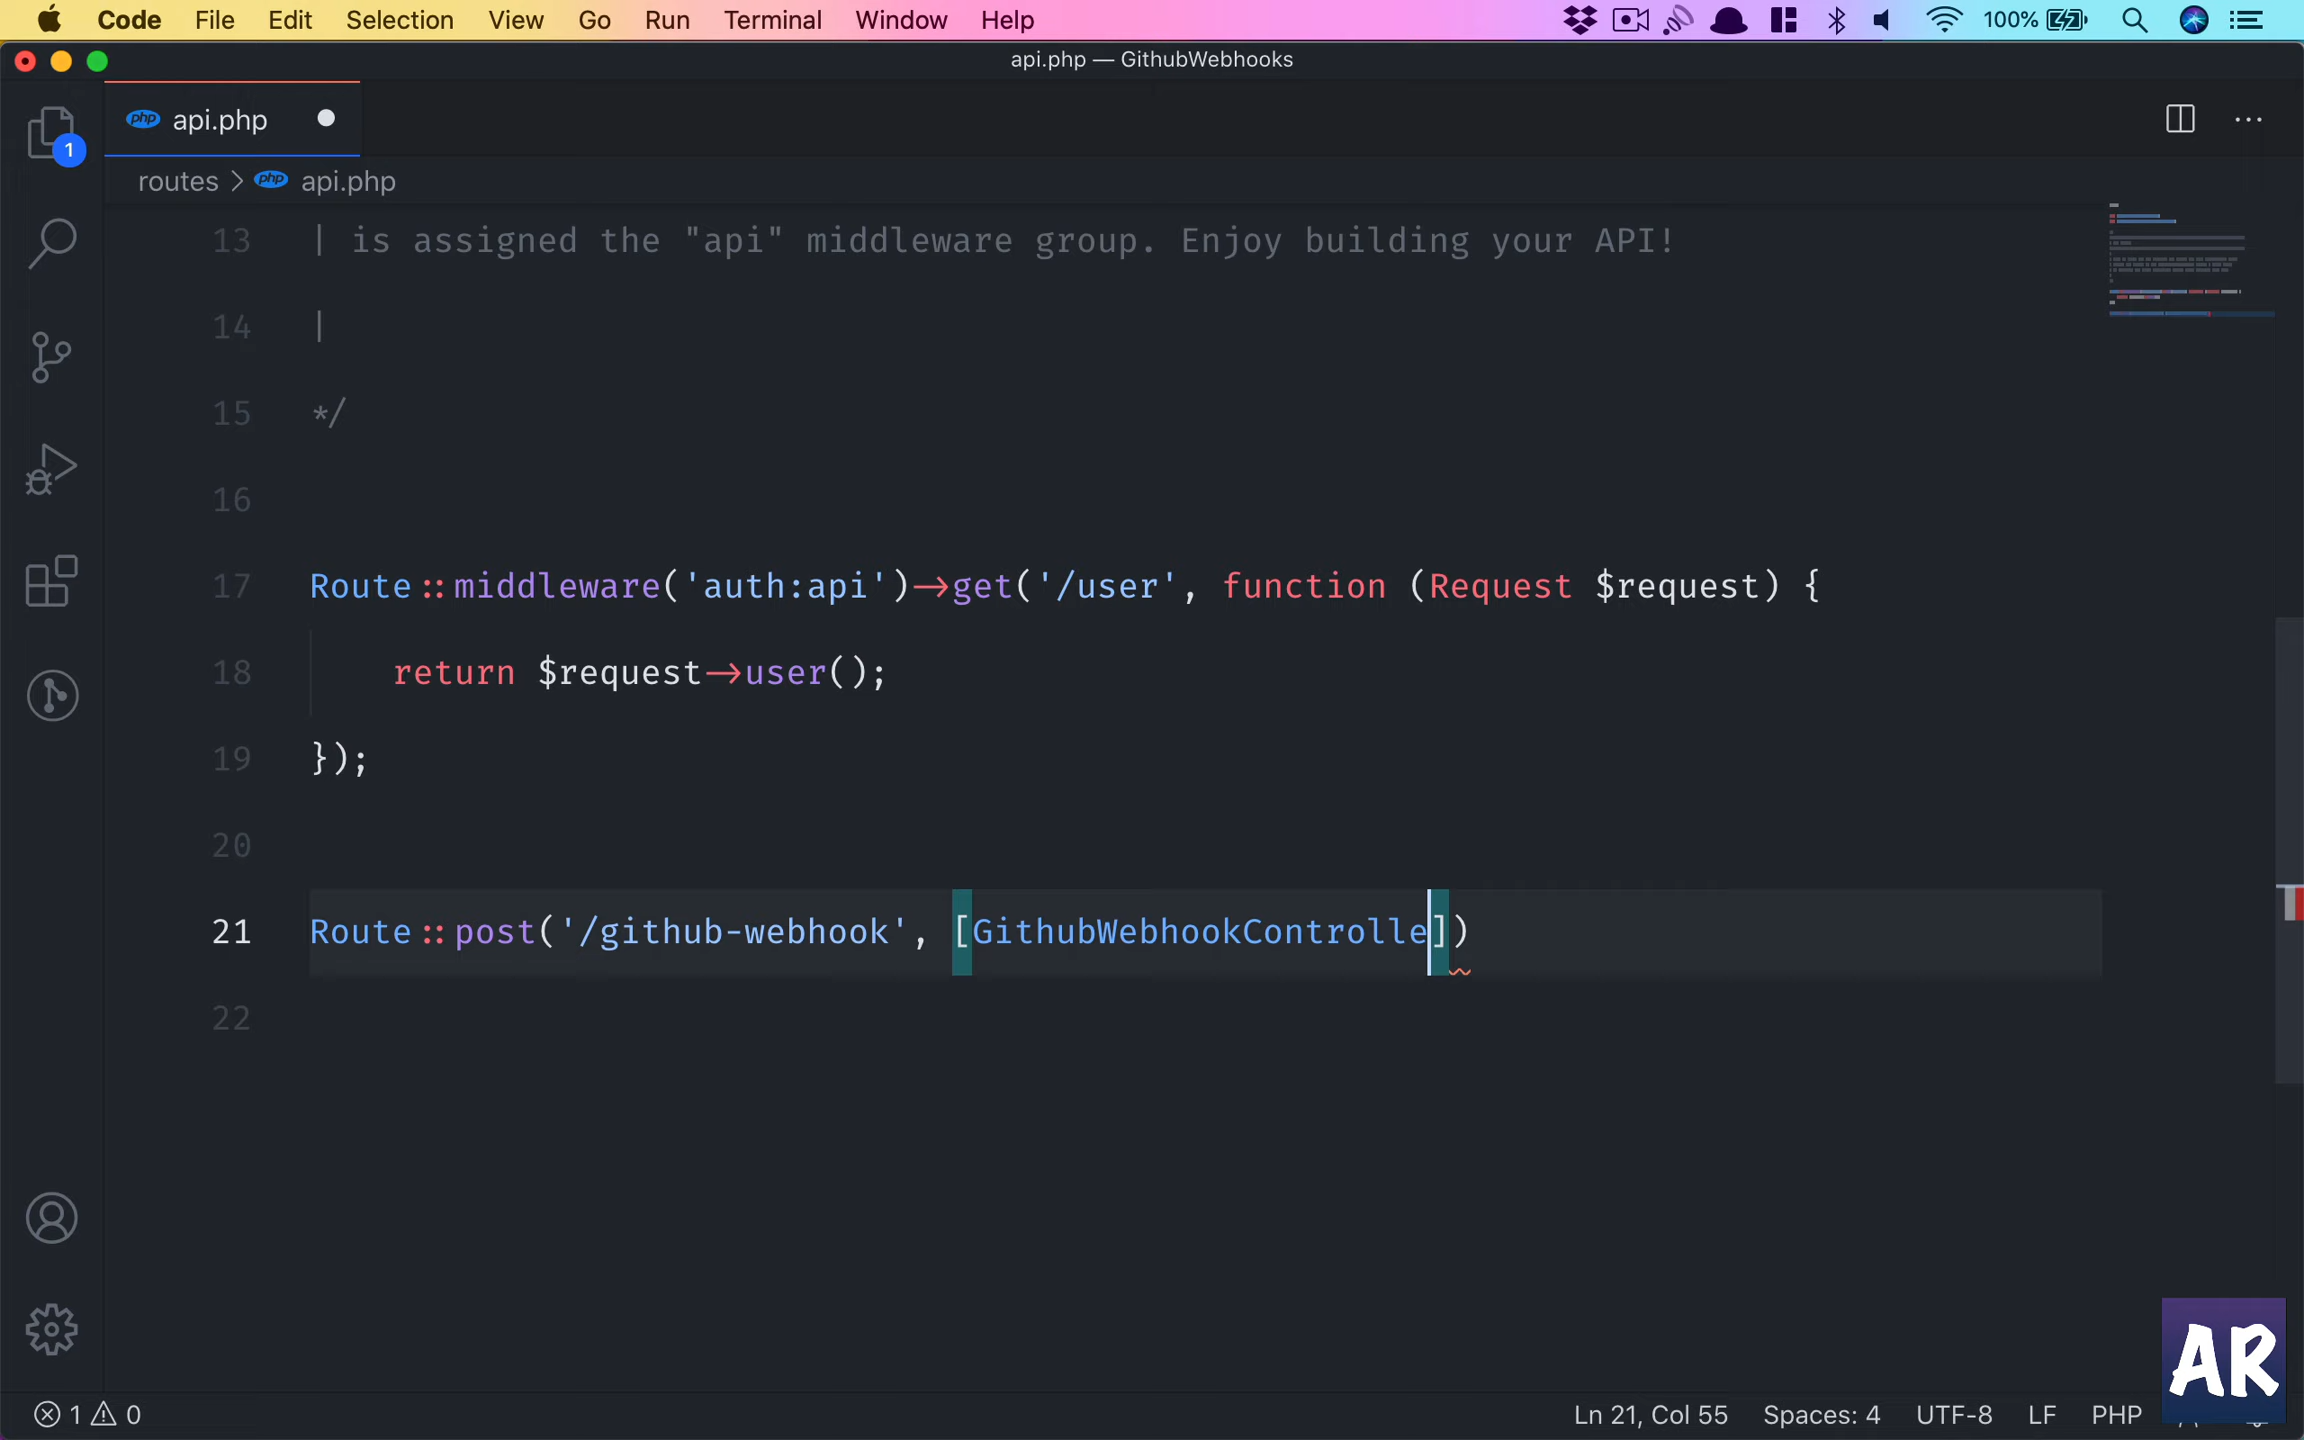 Code File Edit Selection View Go Run Terminal Window Help 100%
api.php — GithubWebhooks
php api.php
1
routes > php api.php
13 | is assigned the "api" middleware group. Enjoy building your API!
14 |
15 */
16
17 Route::middleware('auth:api')->get('/user', function (Request $request) {
18 return $request->user();
19 });
20
21 Route::post('/github-webhook', [GithubWebhookControlle])
22
AR
1 0 Ln 21, Col 55 Spaces: 4 UTF-8 LF PHP